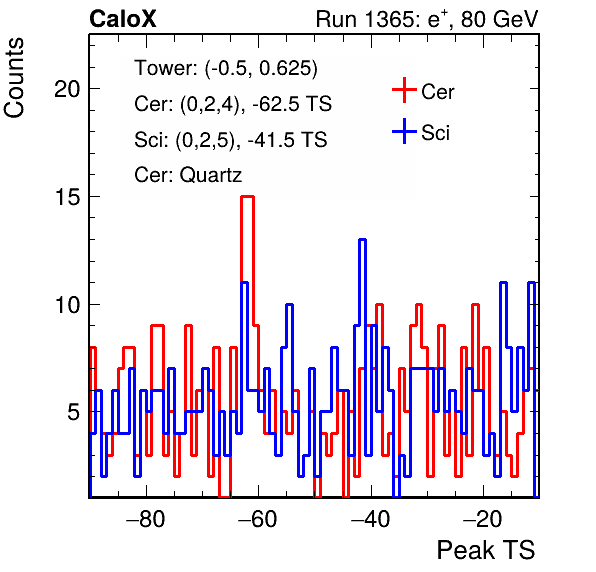 CaloX Run 1365: e⁺, 80 GeV
Counts
Tower: (-0.5, 0.625)
Cer: (0,2,4), -62.5 TS
Sci: (0,2,5), -41.5 TS
Cer: Quartz
Cer
Sci
20
15
10
5
−80 −60 −40 −20
Peak TS